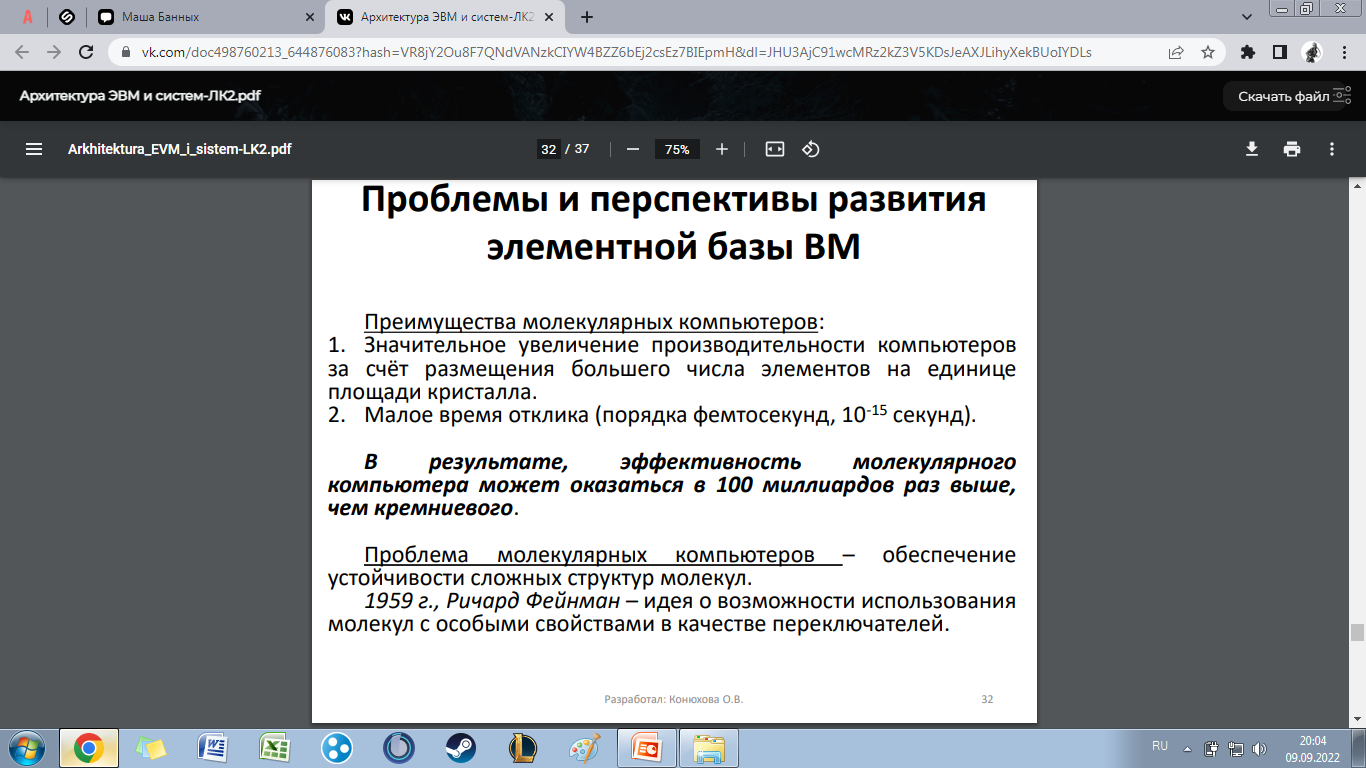 Маша Банных
Архитектура ЭВМ и систем-ЛК2
vk.com/doc498760213_644876083?hash=VR8jY2Ou8F7QNdVANzkCIYW4BZZ6bEj2csEz7BIEpmH&dl=JHU3AjC91wcMRz2kZ3V5KDsJeAXJLihyXekBUoIYDLs
Архитектура ЭВМ и систем-ЛК2.pdf
Скачать файл
Arkhitektura_EVM_i_sistem-LK2.pdf
32 / 37
75%
Проблемы и перспективы развития
элементной базы ВМ
Преимущества молекулярных компьютеров:
1. Значительное увеличение производительности компьютеров
за счёт размещения большего числа элементов на единице
площади кристалла.
2. Малое время отклика (порядка фемтосекунд, 10⁻¹⁵ секунд).
В результате, эффективность молекулярного
компьютера может оказаться в 100 миллиардов раз выше,
чем кремниевого.
Проблема молекулярных компьютеров – обеспечение
устойчивости сложных структур молекул.
1959 г., Ричард Фейнман – идея о возможности использования
молекул с особыми свойствами в качестве переключателей.
Разработал: Конюхова О.В.
32
RU
20:04
09.09.2022